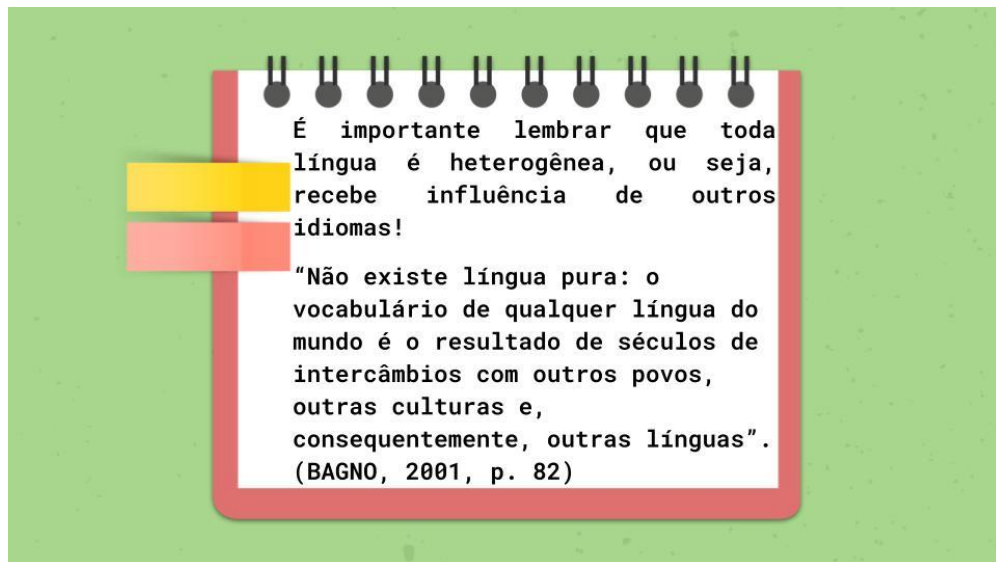 É importante lembrar que toda
língua é heterogênea, ou seja,
recebe influência de outros
idiomas!
“Não existe língua pura: o
vocabulário de qualquer língua do
mundo é o resultado de séculos de
intercâmbios com outros povos,
outras culturas e,
consequentemente, outras línguas”.
(BAGNO, 2001, p. 82)